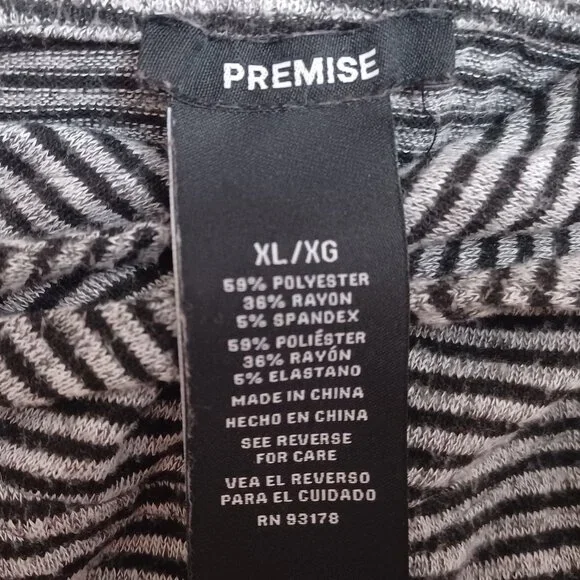 PREMISE
XL/XG
59% POLYESTER
36% RAYON
5% SPANDEX
59% POLIÉSTER
36% RAYÓN
5% ELASTANO
MADE IN CHINA
HECHO EN CHINA
SEE REVERSE
FOR CARE
VEA EL REVERSO
PARA EL CUIDADO
RN 93178